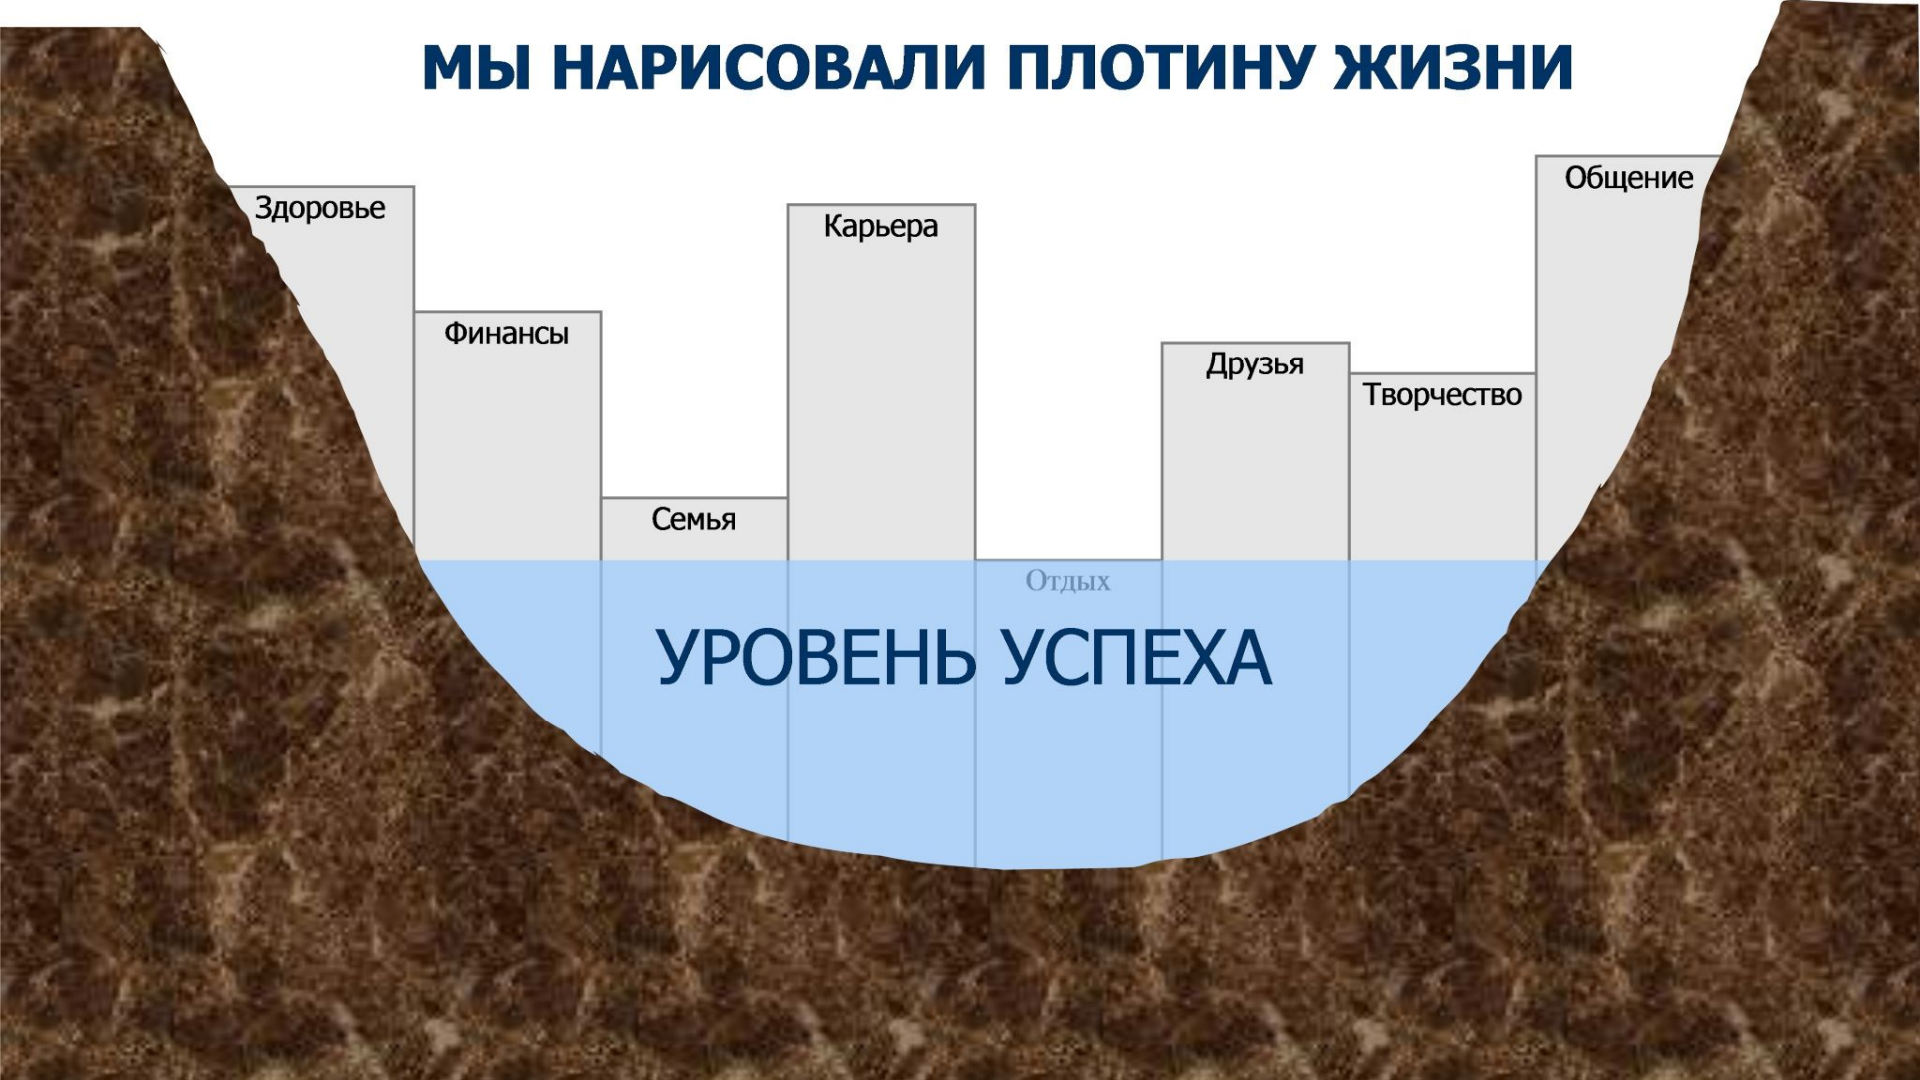 МЫ НАРИСОВАЛИ ПЛОТИНУ ЖИЗНИ
Здоровье
Финансы
Семья
Карьера
Отдых
Друзья
Творчество
Общение
УРОВЕНЬ УСПЕХА